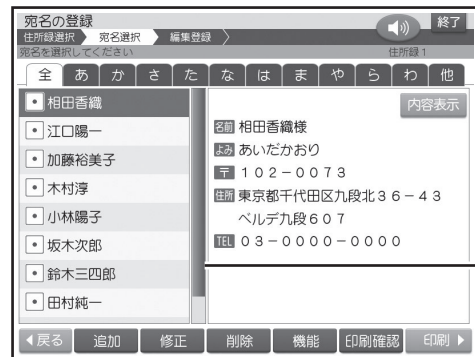 宛名の登録
終了
住所録選択 宛名選択 編集登録
宛名を選択してください 住所録1
全 あ か さ た な は ま や ら わ 他
相田香織
江口陽一
加藤裕美子
木村淳
小林陽子
坂木次郎
鈴木三四郎
田村純一
内容表示
名前 相田香織様
よみ あいだかおり
〒 102-0073
住所 東京都千代田区九段北36-43
ベルデ九段607
TEL 03-0000-0000
戻る 追加 修正 削除 機能 印刷確認 印刷